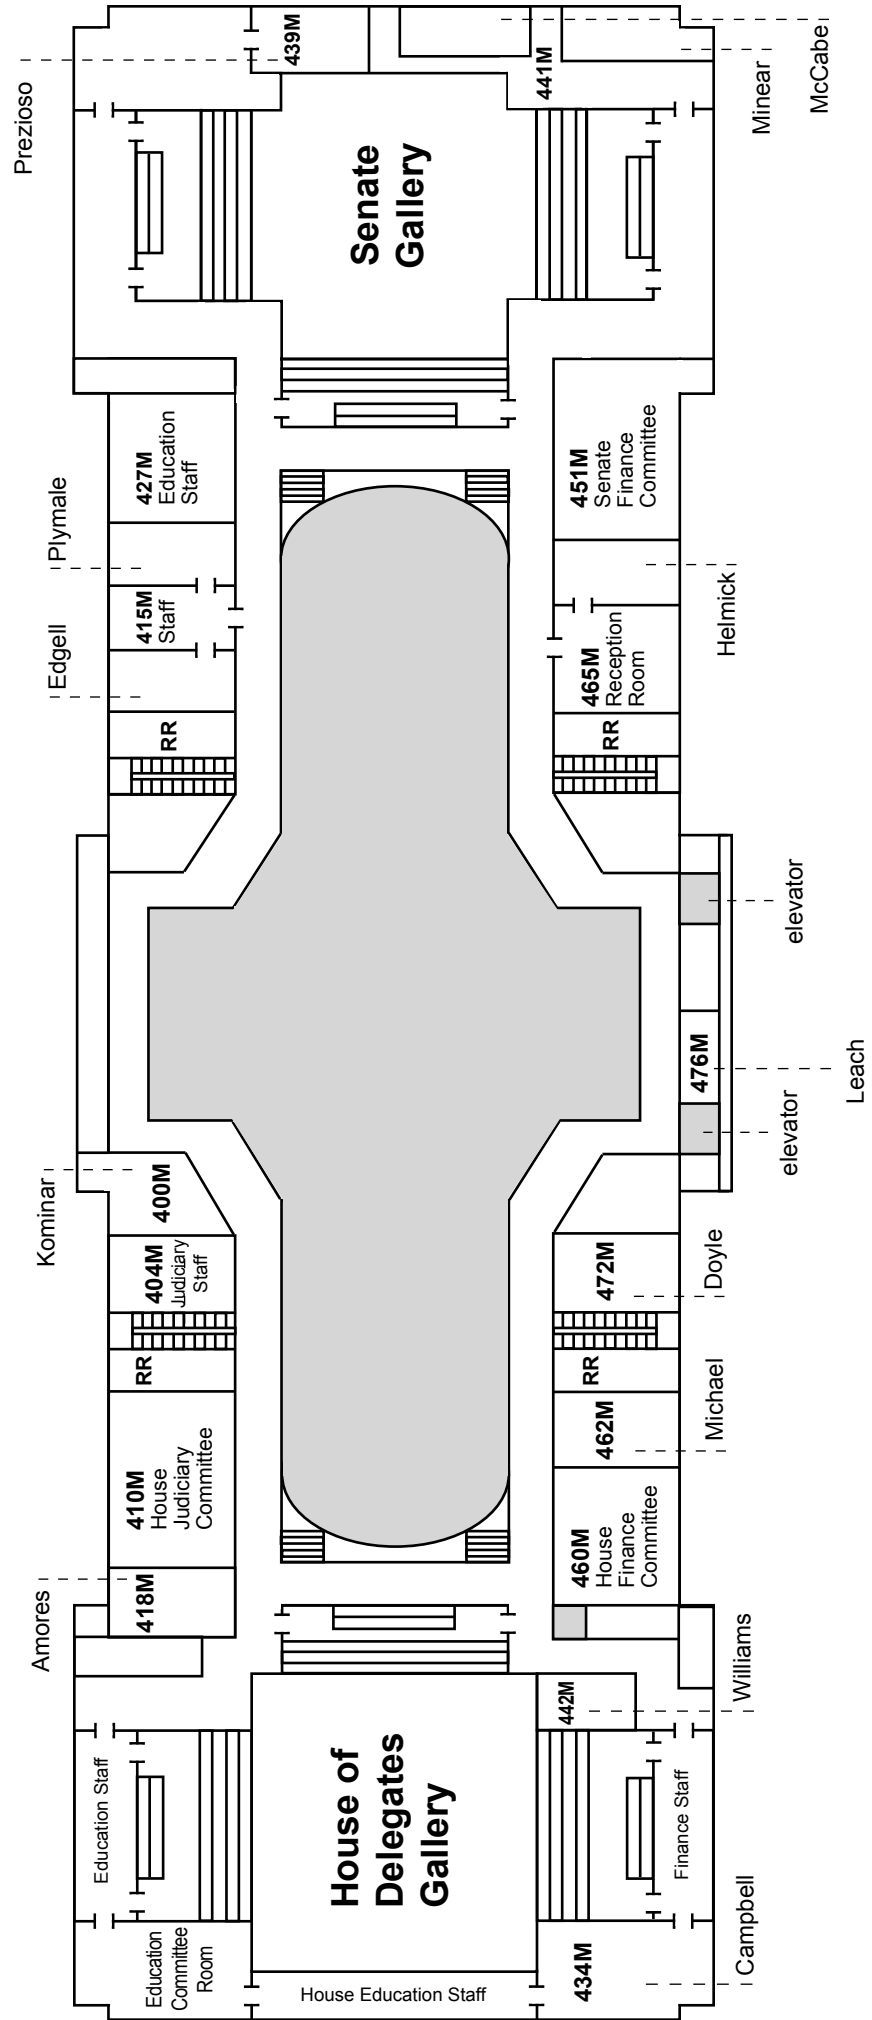 Prezioso
439M
441M
McCabe
Minear
Senate
Gallery
427M
Education
Staff
Plymale
415M
Staff
Edgell
RR
451M
Senate
Finance
Committee
Helmick
465M
Reception
Room
RR
elevator
476M
Leach
elevator
Kominar
400M
404M
Judiciary
Staff
RR
410M
House
Judiciary
Committee
Amores
418M
472M
Doyle
RR
462M
Michael
460M
House
Finance
Committee
442M
Williams
House of
Delegates
Gallery
Education Staff
Education
Committee
Room
House Education Staff
434M
Campbell
Finance Staff